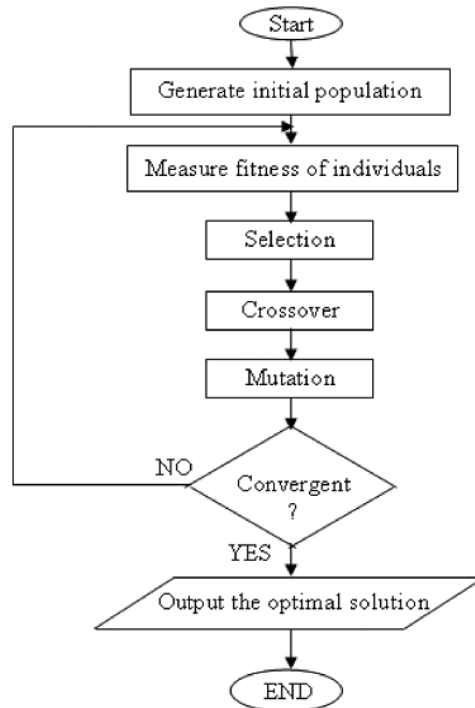 Start
Generate initial population
Measure fitness of individuals
Selection
Crossover
Mutation
NO
Convergent
?
YES
Output the optimal solution
END